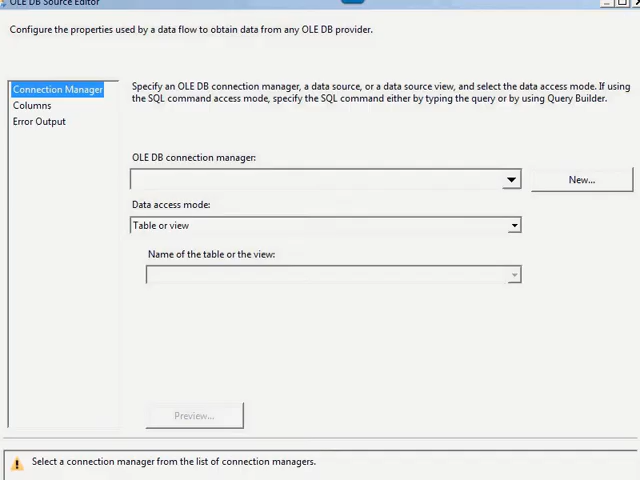 OLE DB Source Editor
Configure the properties used by a data flow to obtain data from any OLE DB provider.
Connection Manager
Columns
Error Output
Specify an OLE DB connection manager, a data source, or a data source view, and select the data access mode. If using
the SQL command access mode, specify the SQL command either by typing the query or by using Query Builder.
OLE DB connection manager:
New...
Data access mode:
Table or view
Name of the table or the view:
Preview...
Select a connection manager from the list of connection managers.